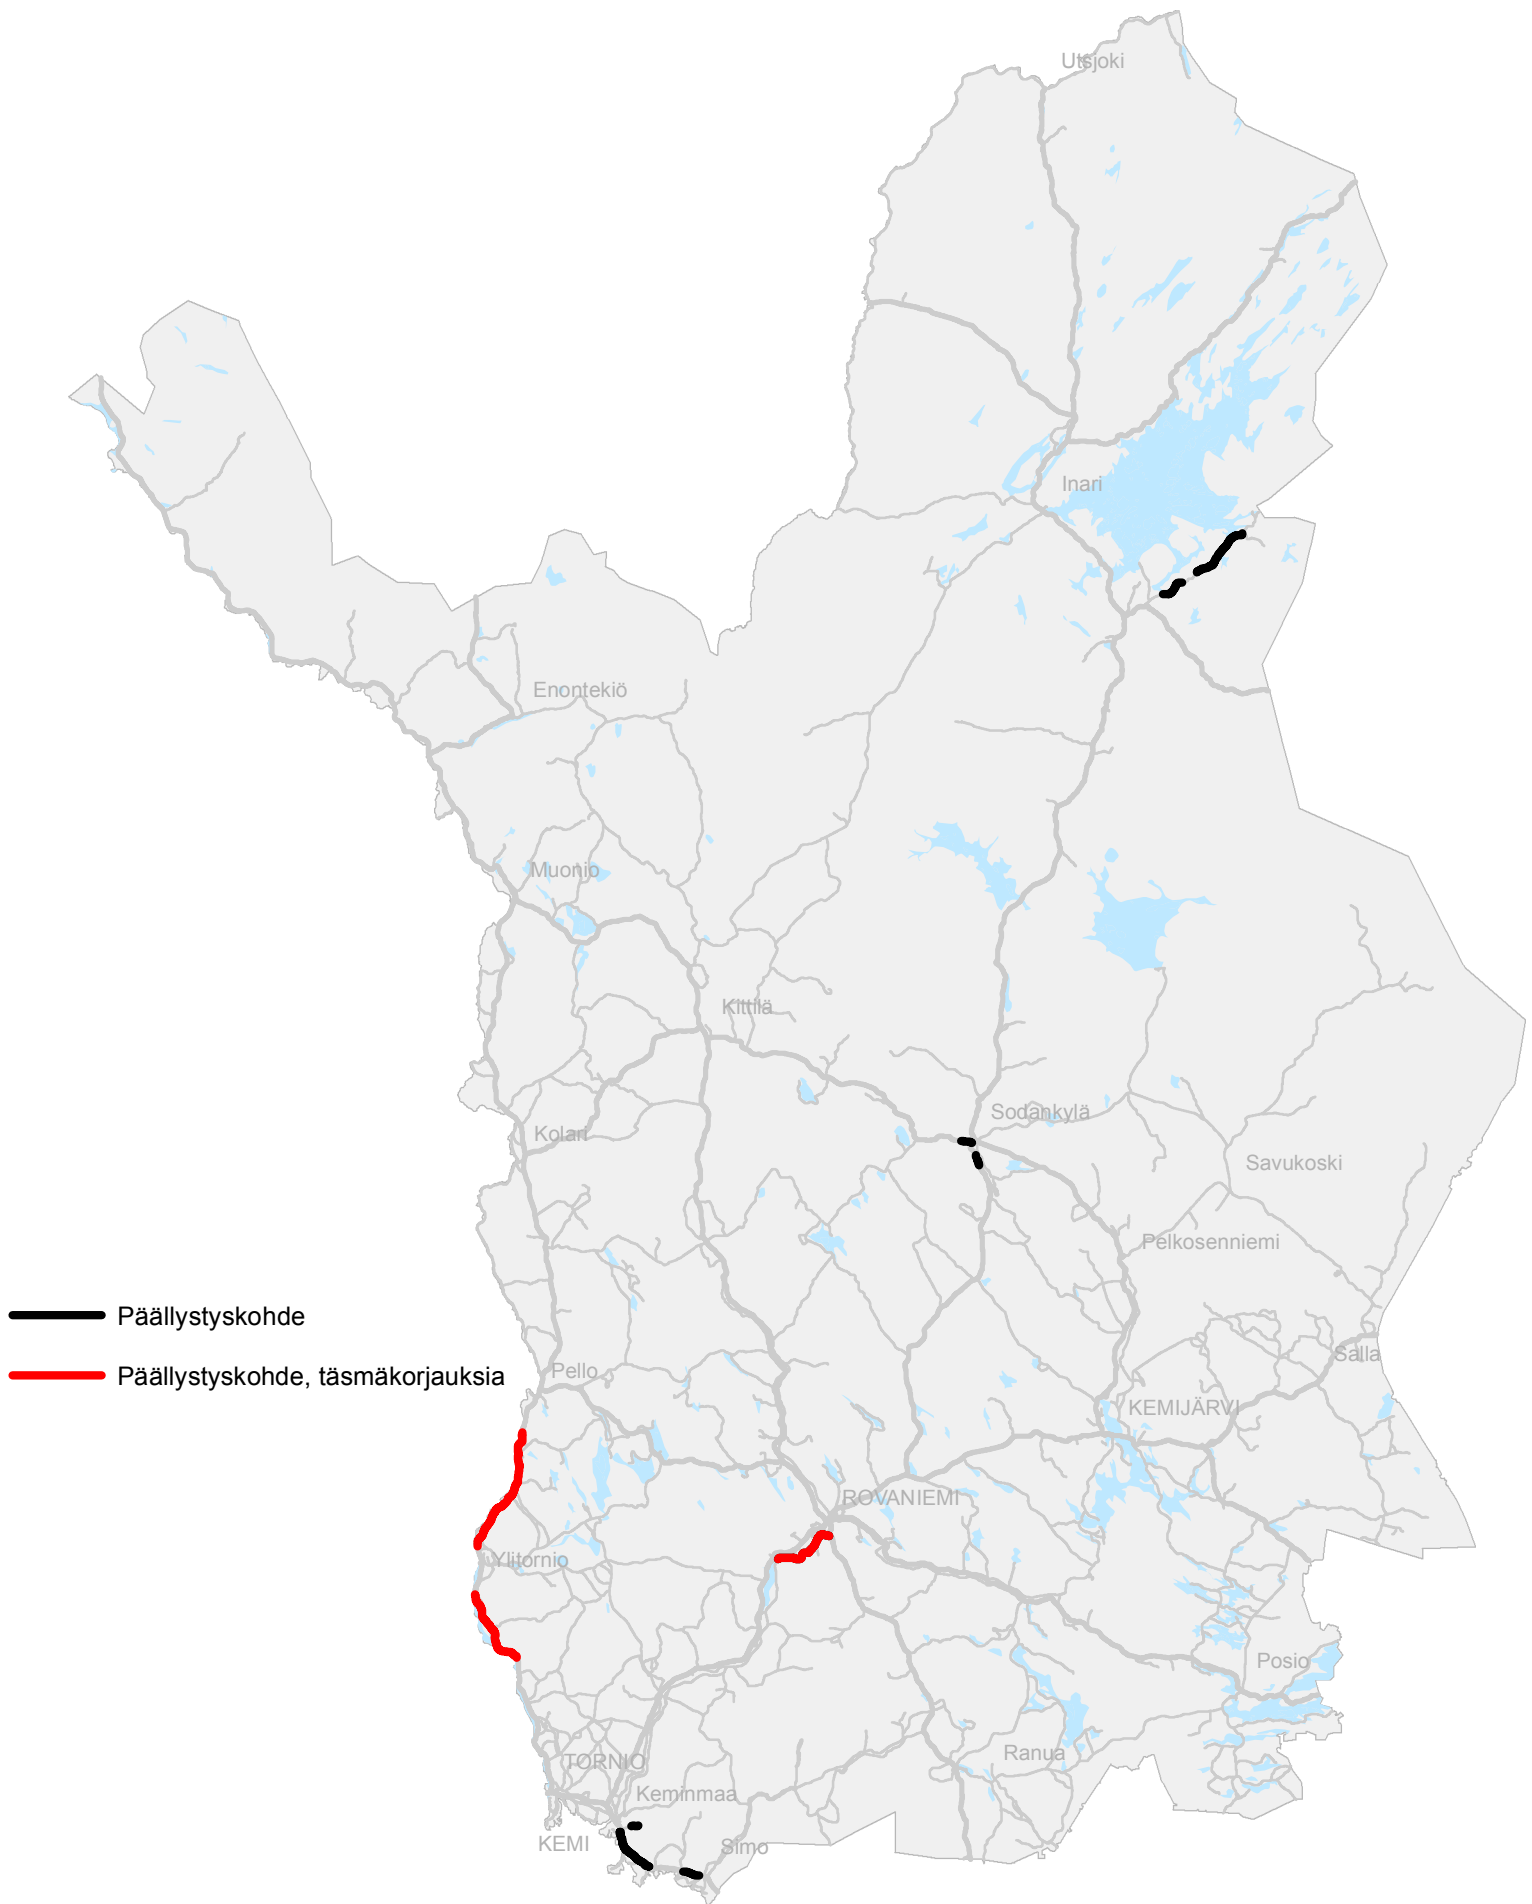 Utsjoki
Inari
Enontekiö
Muonio
Kittilä
Sodankylä
Kolari
Savukoski
Pelkosenniemi
Päällystyskohde
Salla
Pello
Päällystyskohde, täsmäkorjauksia
KEMIJÄRVI
ROVANIEMI
Ylitornio
Posio
Ranua
TORNIO
Keminmaa
KEMI
Simo